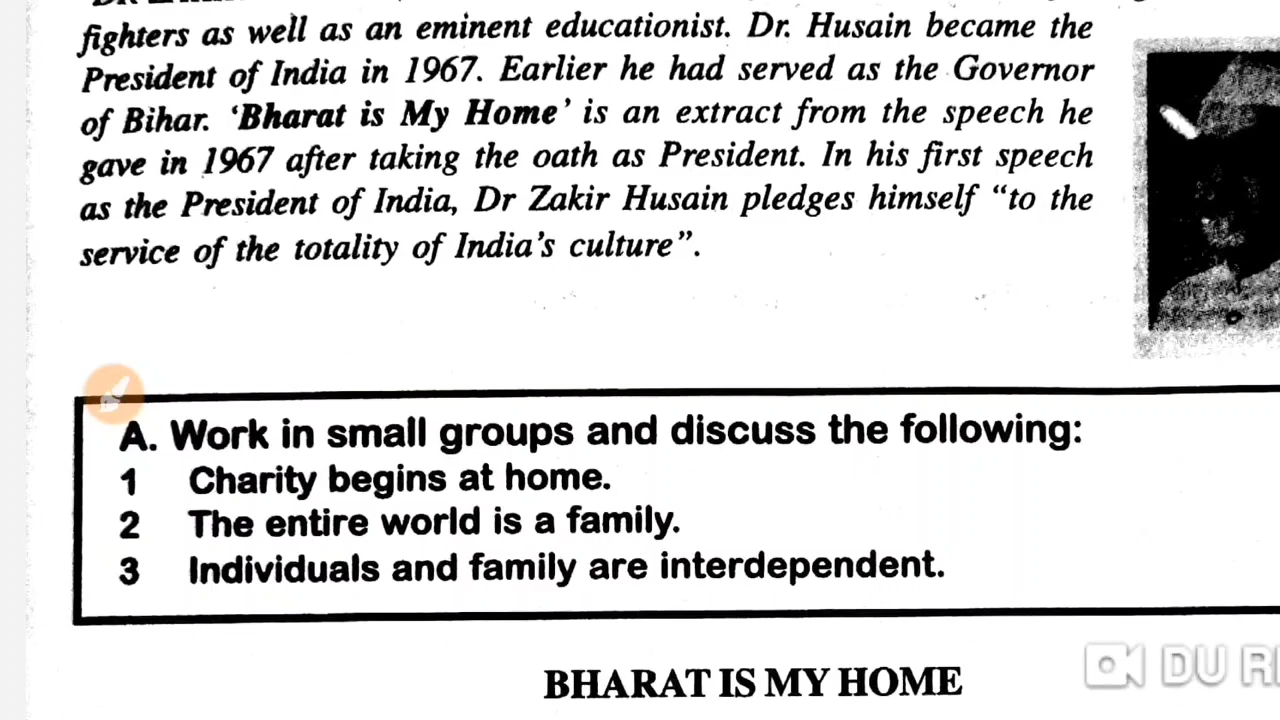 fighters as well as an eminent educationist. Dr. Husain became the
President of India in 1967. Earlier he had served as the Governor
of Bihar. ‘Bharat is My Home’ is an extract from the speech he
gave in 1967 after taking the oath as President. In his first speech
as the President of India, Dr Zakir Husain pledges himself “to the
service of the totality of India’s culture”.
A. Work in small groups and discuss the following:
1 Charity begins at home.
2 The entire world is a family.
3 Individuals and family are interdependent.
BHARAT IS MY HOME
DU